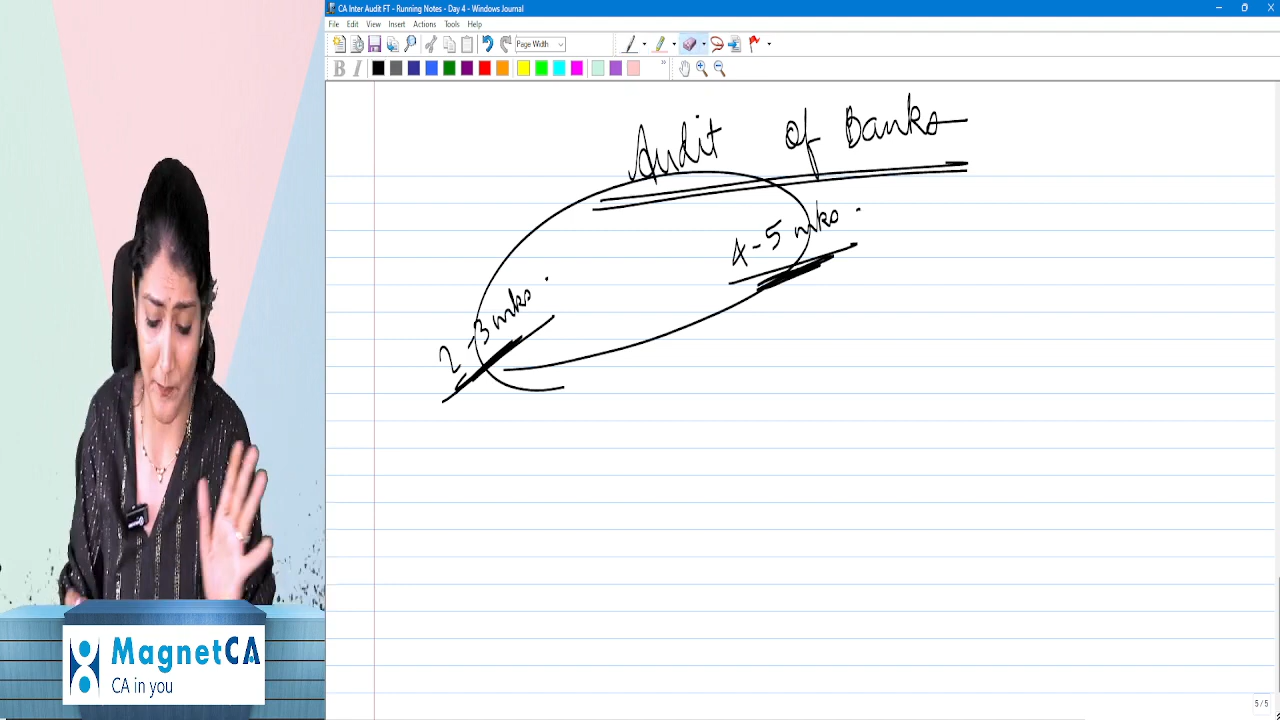 CA Inter Audit FT - Running Notes - Day 4 - Windows Journal
File Edit View Insert Actions Tools Help
Page Width
B I
Audit of Banks
4-5 mks.
2-3 mks.
MagnetCA
CA in you
5/5